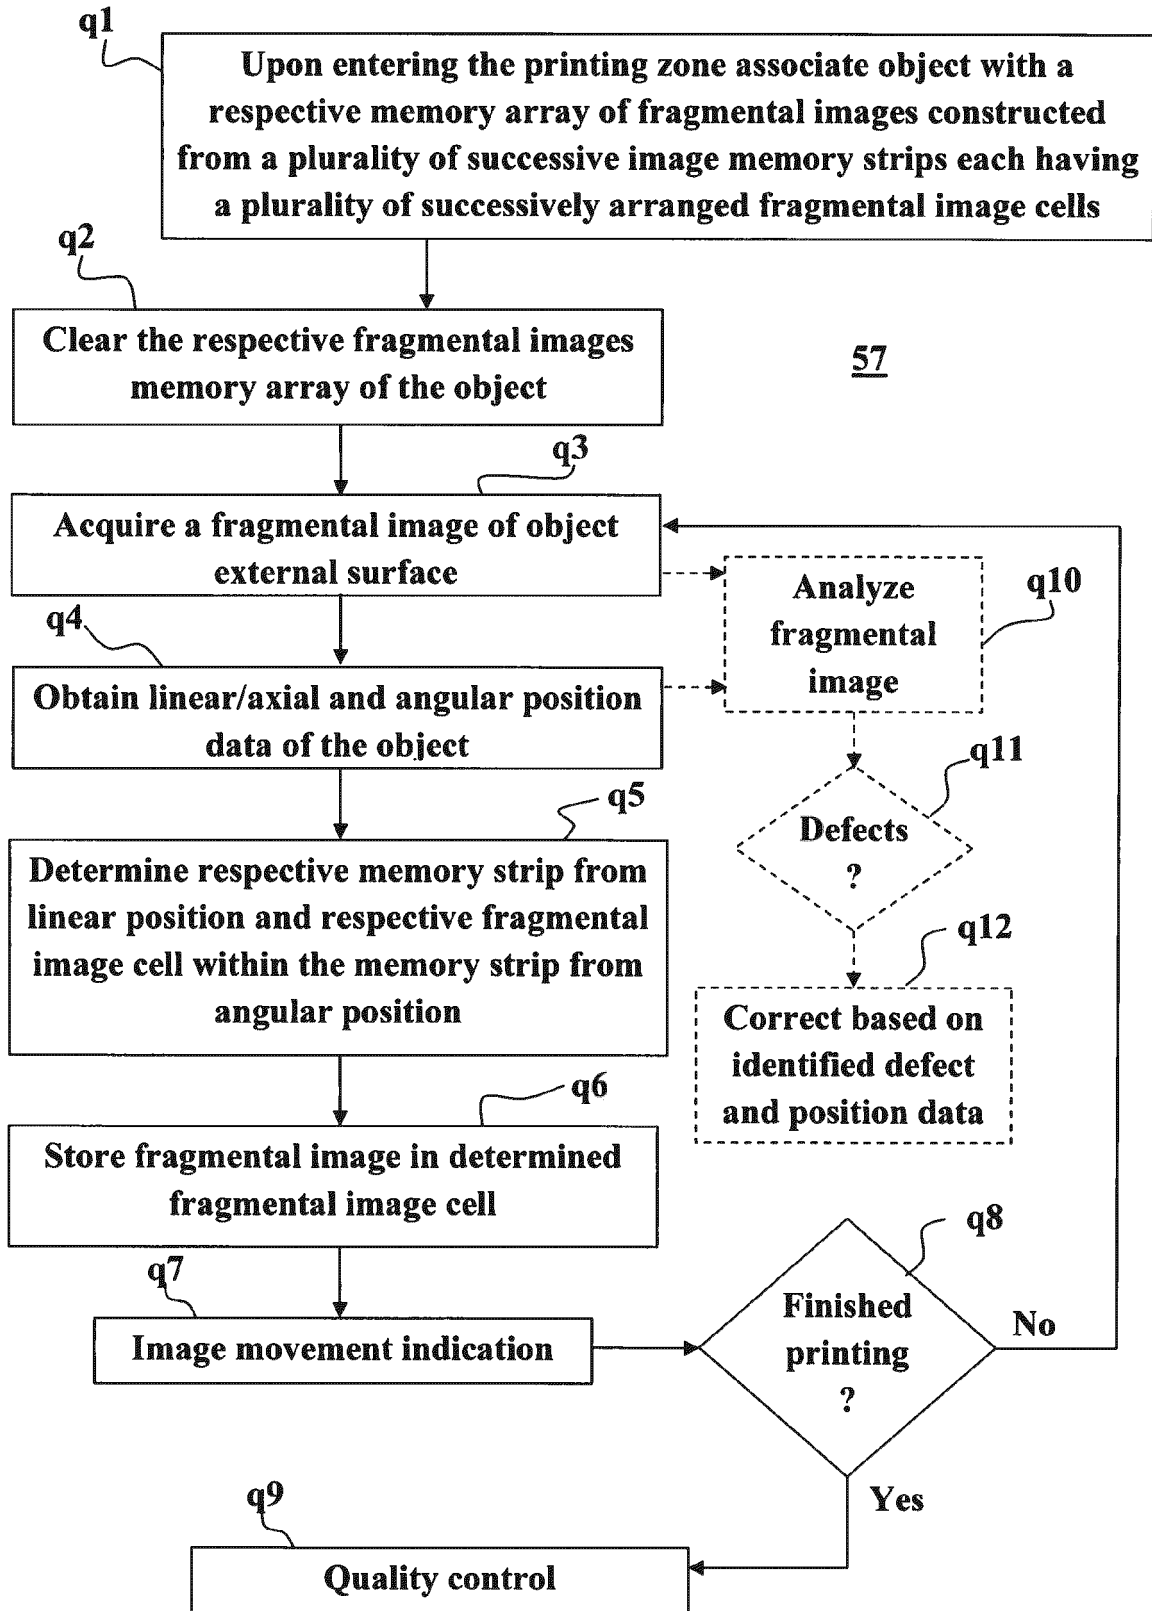 q1
Upon entering the printing zone associate object with a
respective memory array of fragmental images constructed
from a plurality of successive image memory strips each having
a plurality of successively arranged fragmental image cells
q2
Clear the respective fragmental images
memory array of the object
57
q3
Acquire a fragmental image of object
external surface
q4
Obtain linear/axial and angular position
data of the object
q10
Analyze
fragmental
image
q11
Defects
?
q5
Determine respective memory strip from
linear position and respective fragmental
image cell within the memory strip from
angular position
q12
Correct based on
identified defect
and position data
q6
Store fragmental image in determined
fragmental image cell
q7
Image movement indication
q8
Finished
printing
?
No
Yes
q9
Quality control